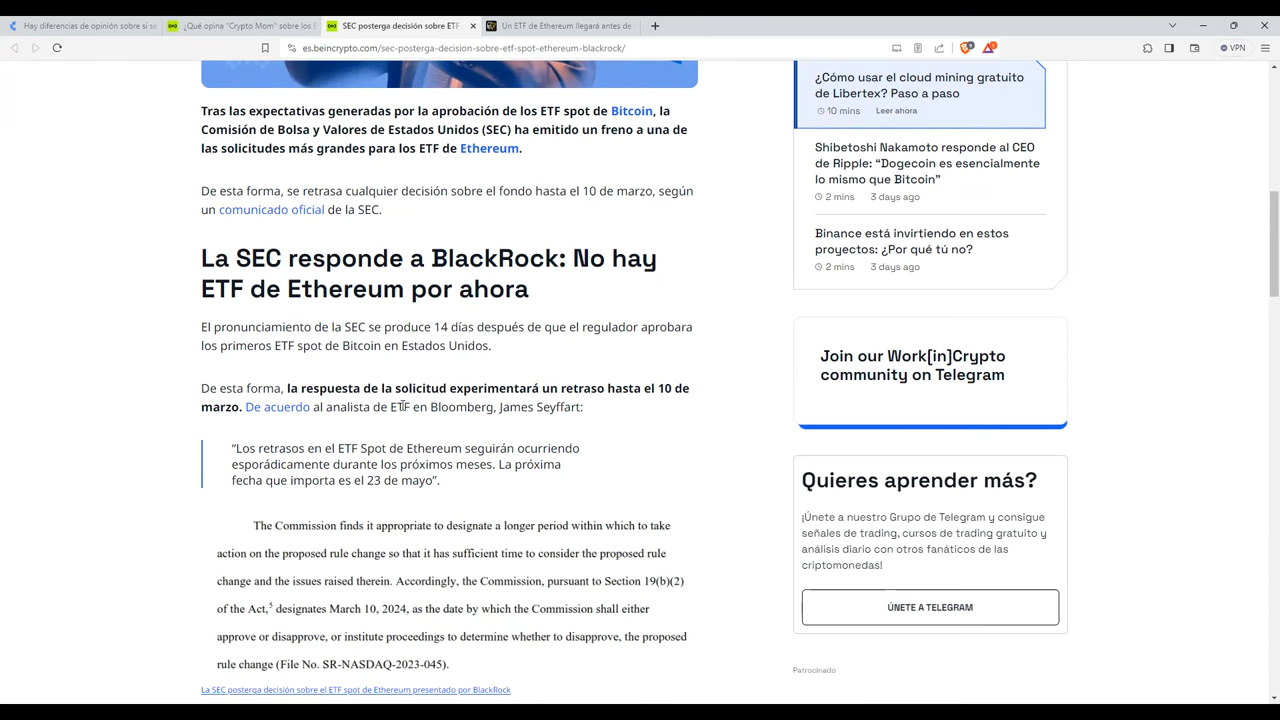 Hay diferencias de opinión sobre si se
¿Qué opina "Crypto Mom" sobre los E
SEC posterga decisión sobre ETF
Un ETF de Ethereum llegará antes de
es.beincrypto.com/sec-posterga-decision-sobre-etf-spot-ethereum-blackrock/
VPN
Tras las expectativas generadas por la aprobación de los ETF spot de Bitcoin, la
Comisión de Bolsa y Valores de Estados Unidos (SEC) ha emitido un freno a una de
las solicitudes más grandes para los ETF de Ethereum.
De esta forma, se retrasa cualquier decisión sobre el fondo hasta el 10 de marzo, según
un comunicado oficial de la SEC.
La SEC responde a BlackRock: No hay
ETF de Ethereum por ahora
El pronunciamiento de la SEC se produce 14 días después de que el regulador aprobara
los primeros ETF spot de Bitcoin en Estados Unidos.
De esta forma, la respuesta de la solicitud experimentará un retraso hasta el 10 de
marzo. De acuerdo al analista de ETF en Bloomberg, James Seyffart:
“Los retrasos en el ETF Spot de Ethereum seguirán ocurriendo
esporádicamente durante los próximos meses. La próxima
fecha que importa es el 23 de mayo”.
The Commission finds it appropriate to designate a longer period within which to take
action on the proposed rule change so that it has sufficient time to consider the proposed rule
change and the issues raised therein. Accordingly, the Commission, pursuant to Section 19(b)(2)
of the Act,5 designates March 10, 2024, as the date by which the Commission shall either
approve or disapprove, or institute proceedings to determine whether to disapprove, the proposed
rule change (File No. SR-NASDAQ-2023-045).
La SEC posterga decisión sobre el ETF spot de Ethereum presentado por BlackRock
¿Cómo usar el cloud mining gratuito
de Libertex? Paso a paso
10 mins Leer ahora
Shibetoshi Nakamoto responde al CEO
de Ripple: “Dogecoin es esencialmente
lo mismo que Bitcoin”
2 mins 3 days ago
Binance está invirtiendo en estos
proyectos: ¿Por qué tú no?
2 mins 3 days ago
Join our Work[in]Crypto
community on Telegram
Quieres aprender más?
¡Únete a nuestro Grupo de Telegram y consigue
señales de trading, cursos de trading gratuito y
análisis diario con otros fanáticos de las
criptomonedas!
ÚNETE A TELEGRAM
Patrocinado